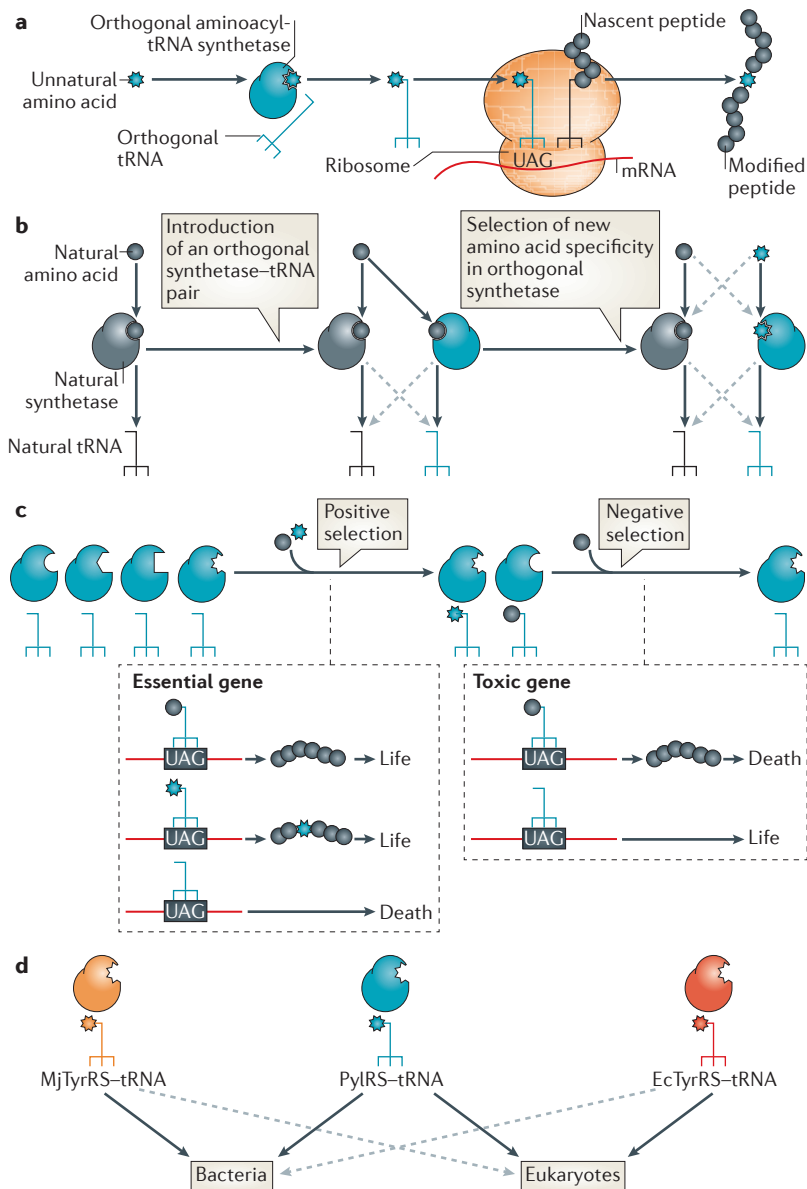 a
Orthogonal aminoacyl-
tRNA synthetase
Nascent peptide
Unnatural
amino acid
Orthogonal
tRNA
Ribosome
UAG
mRNA
Modified
peptide
b
Natural
amino acid
Introduction
of an orthogonal
synthetase–tRNA
pair
Selection of new
amino acid specificity
in orthogonal
synthetase
Natural
synthetase
Natural tRNA
c
Positive
selection
Negative
selection
Essential gene
UAG
Life
UAG
Life
UAG
Death
Toxic gene
UAG
Death
UAG
Life
d
MjTyrRS–tRNA
PylRS–tRNA
EcTyrRS–tRNA
Bacteria
Eukaryotes